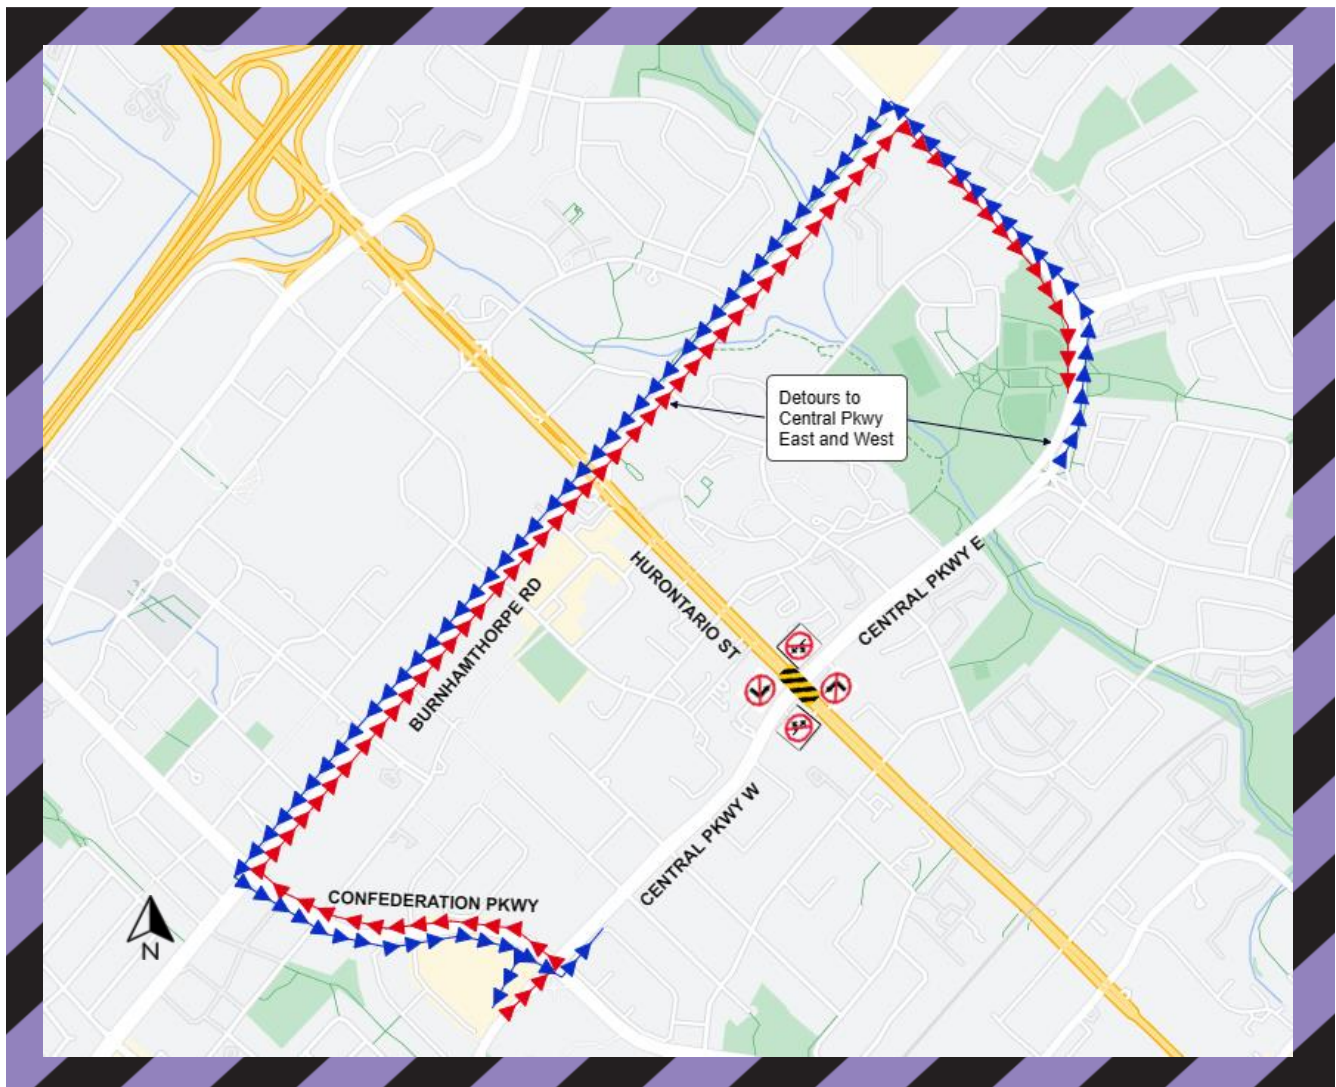 Detours to
Central Pkwy
East and West
HURONTARIO ST
CENTRAL PKWY E
BURNHAMTHORPE RD
CENTRAL PKWY W
CONFEDERATION PKWY
N